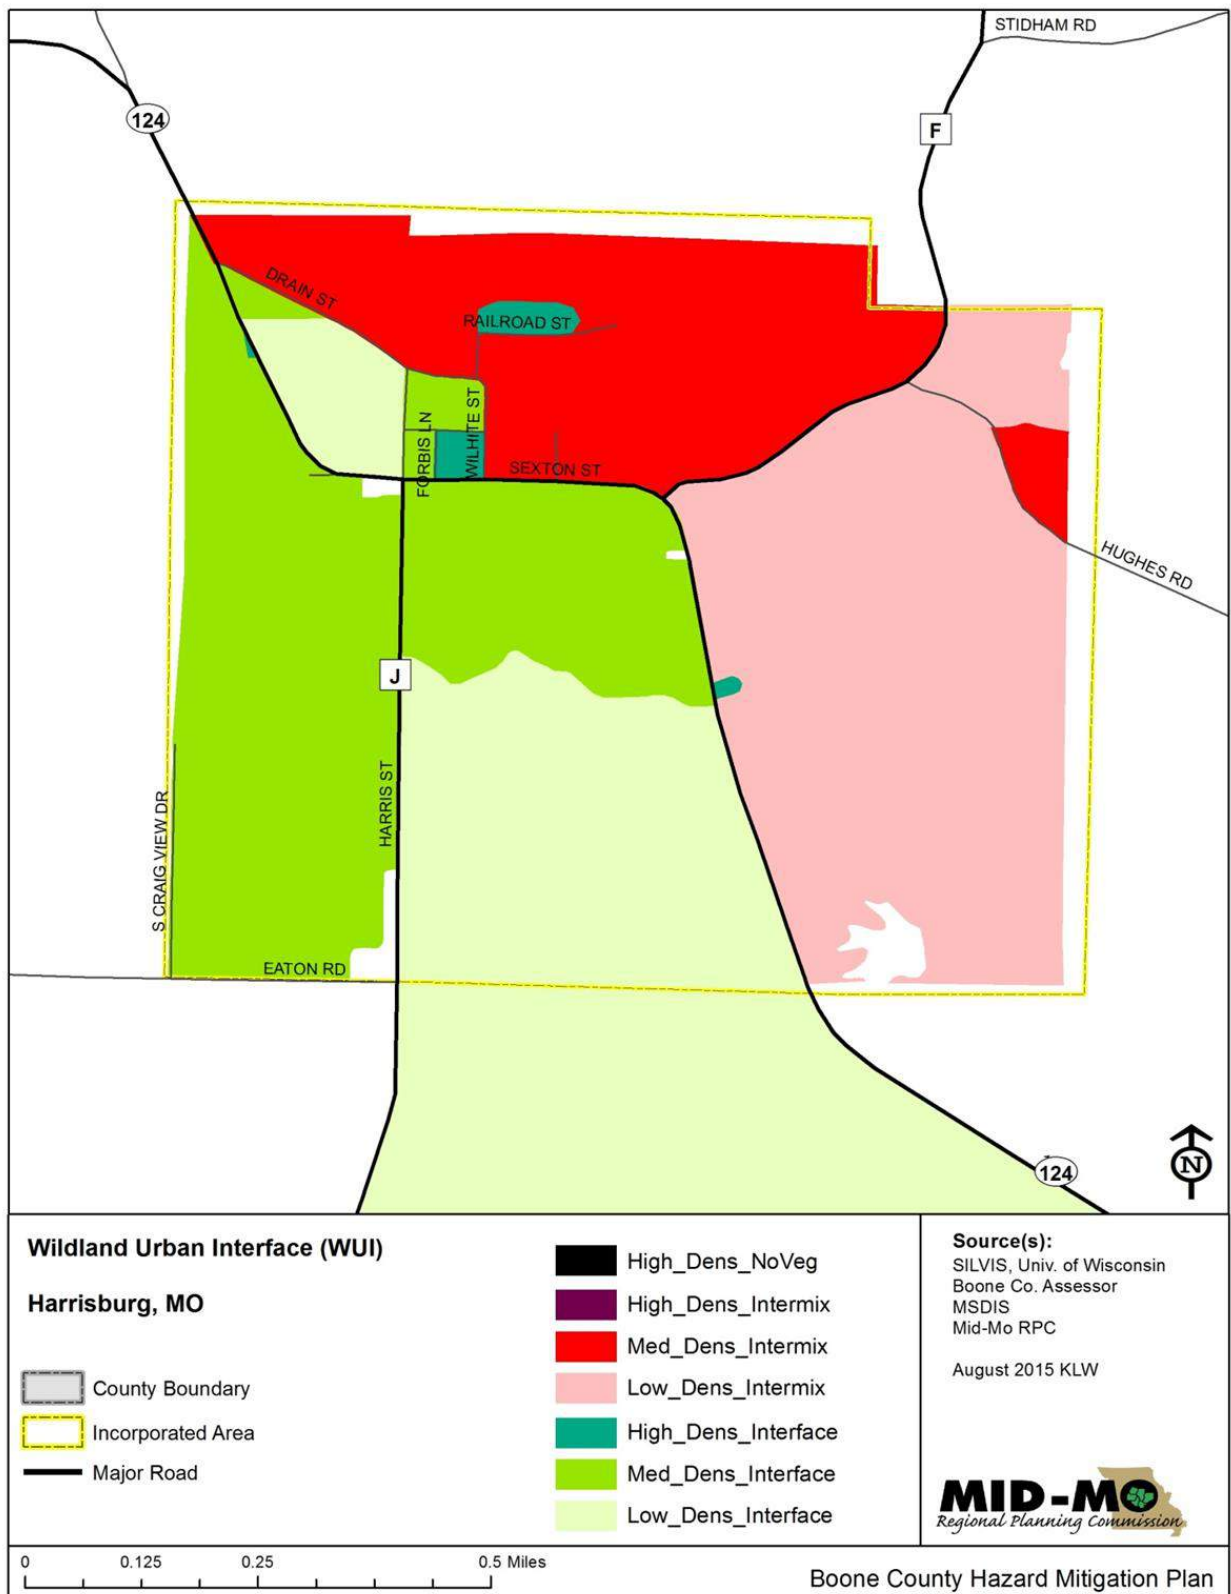 STIDHAM RD
124
F
DRAIN ST
RAILROAD ST
FORBIS LN
WILHITE ST
SEXTON ST
HUGHES RD
J
HARRIS ST
S CRAIG VIEW DR
EATON RD
124
N
Wildland Urban Interface (WUI)
Harrisburg, MO
County Boundary
Incorporated Area
Major Road
High_Dens_NoVeg
High_Dens_Intermix
Med_Dens_Intermix
Low_Dens_Intermix
High_Dens_Interface
Med_Dens_Interface
Low_Dens_Interface
Source(s):
SILVIS, Univ. of Wisconsin
Boone Co. Assessor
MSDIS
Mid-Mo RPC
August 2015 KLW
MID-MO
Regional Planning Commission
0 0.125 0.25 0.5 Miles
Boone County Hazard Mitigation Plan